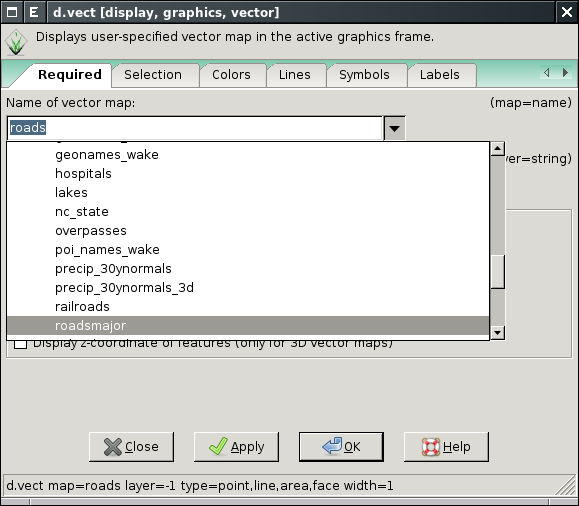 d.vect [display, graphics, vector]
Displays user-specified vector map in the active graphics frame.
Required Selection Colors Lines Symbols Labels
Name of vector map: (map=name)
roads
ver=string)
geonames_wake
hospitals
lakes
nc_state
overpasses
poi_names_wake
precip_30ynormals
precip_30ynormals_3d
railroads
roadsmajor
Display z-coordinate of features (only for 3D vector maps)
Close Apply OK Help
d.vect map=roads layer=-1 type=point,line,area,face width=1